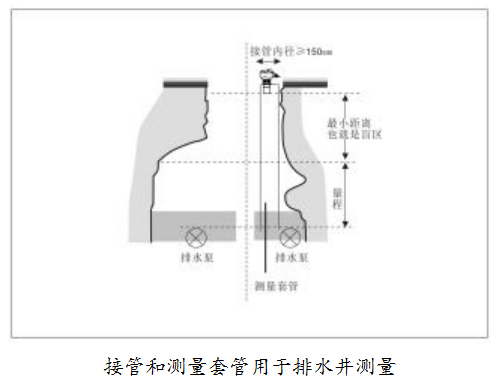 接管内径≥150mm
最小距离
也就是盲区
量程
排水泵
排水泵
测量套管
接管和测量套管用于排水井测量